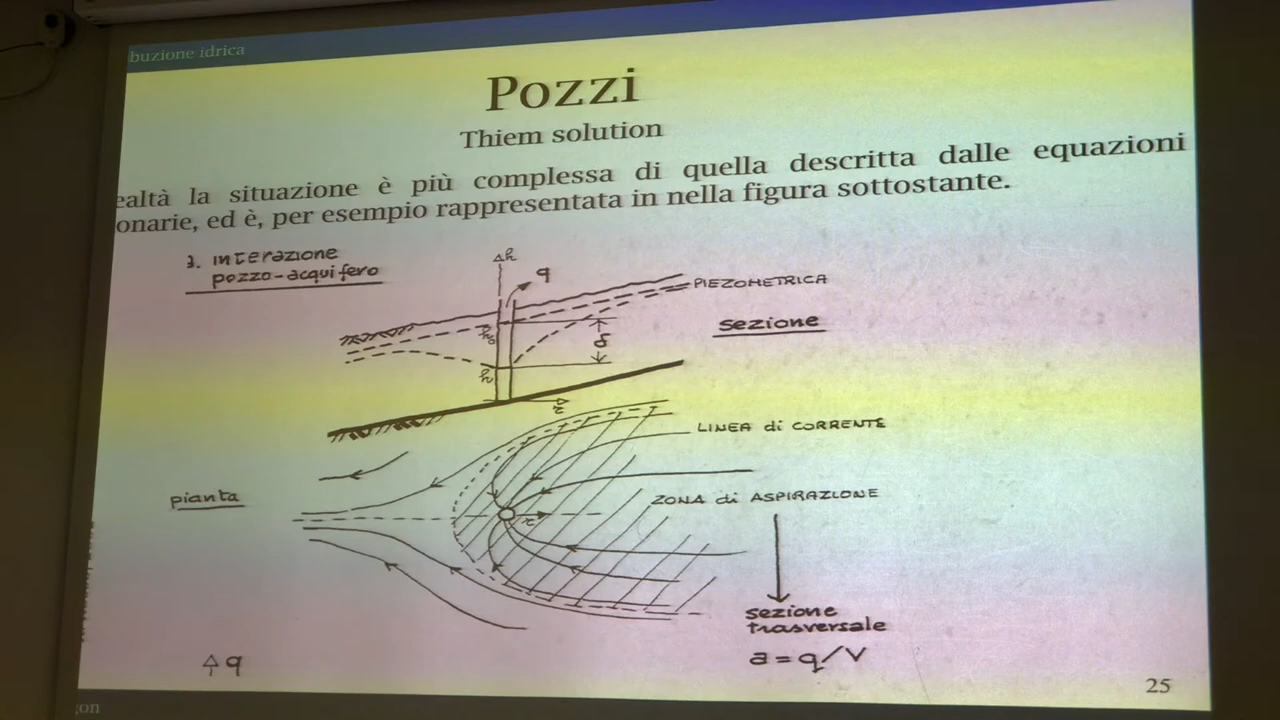 buzione idrica
Pozzi
Thiem solution
ealtà la situazione è più complessa di quella descritta dalle equazioni
onarie, ed è, per esempio rappresentata in nella figura sottostante.
3. interazione
pozzo-acquifero
h
q
PIEZOMETRICA
sezione
h₀
δ
h
r
LINEA di CORRENTE
pianta
ZONA di ASPIRAZIONE
r
sezione
trasversale
a = q/V
q
25
gon